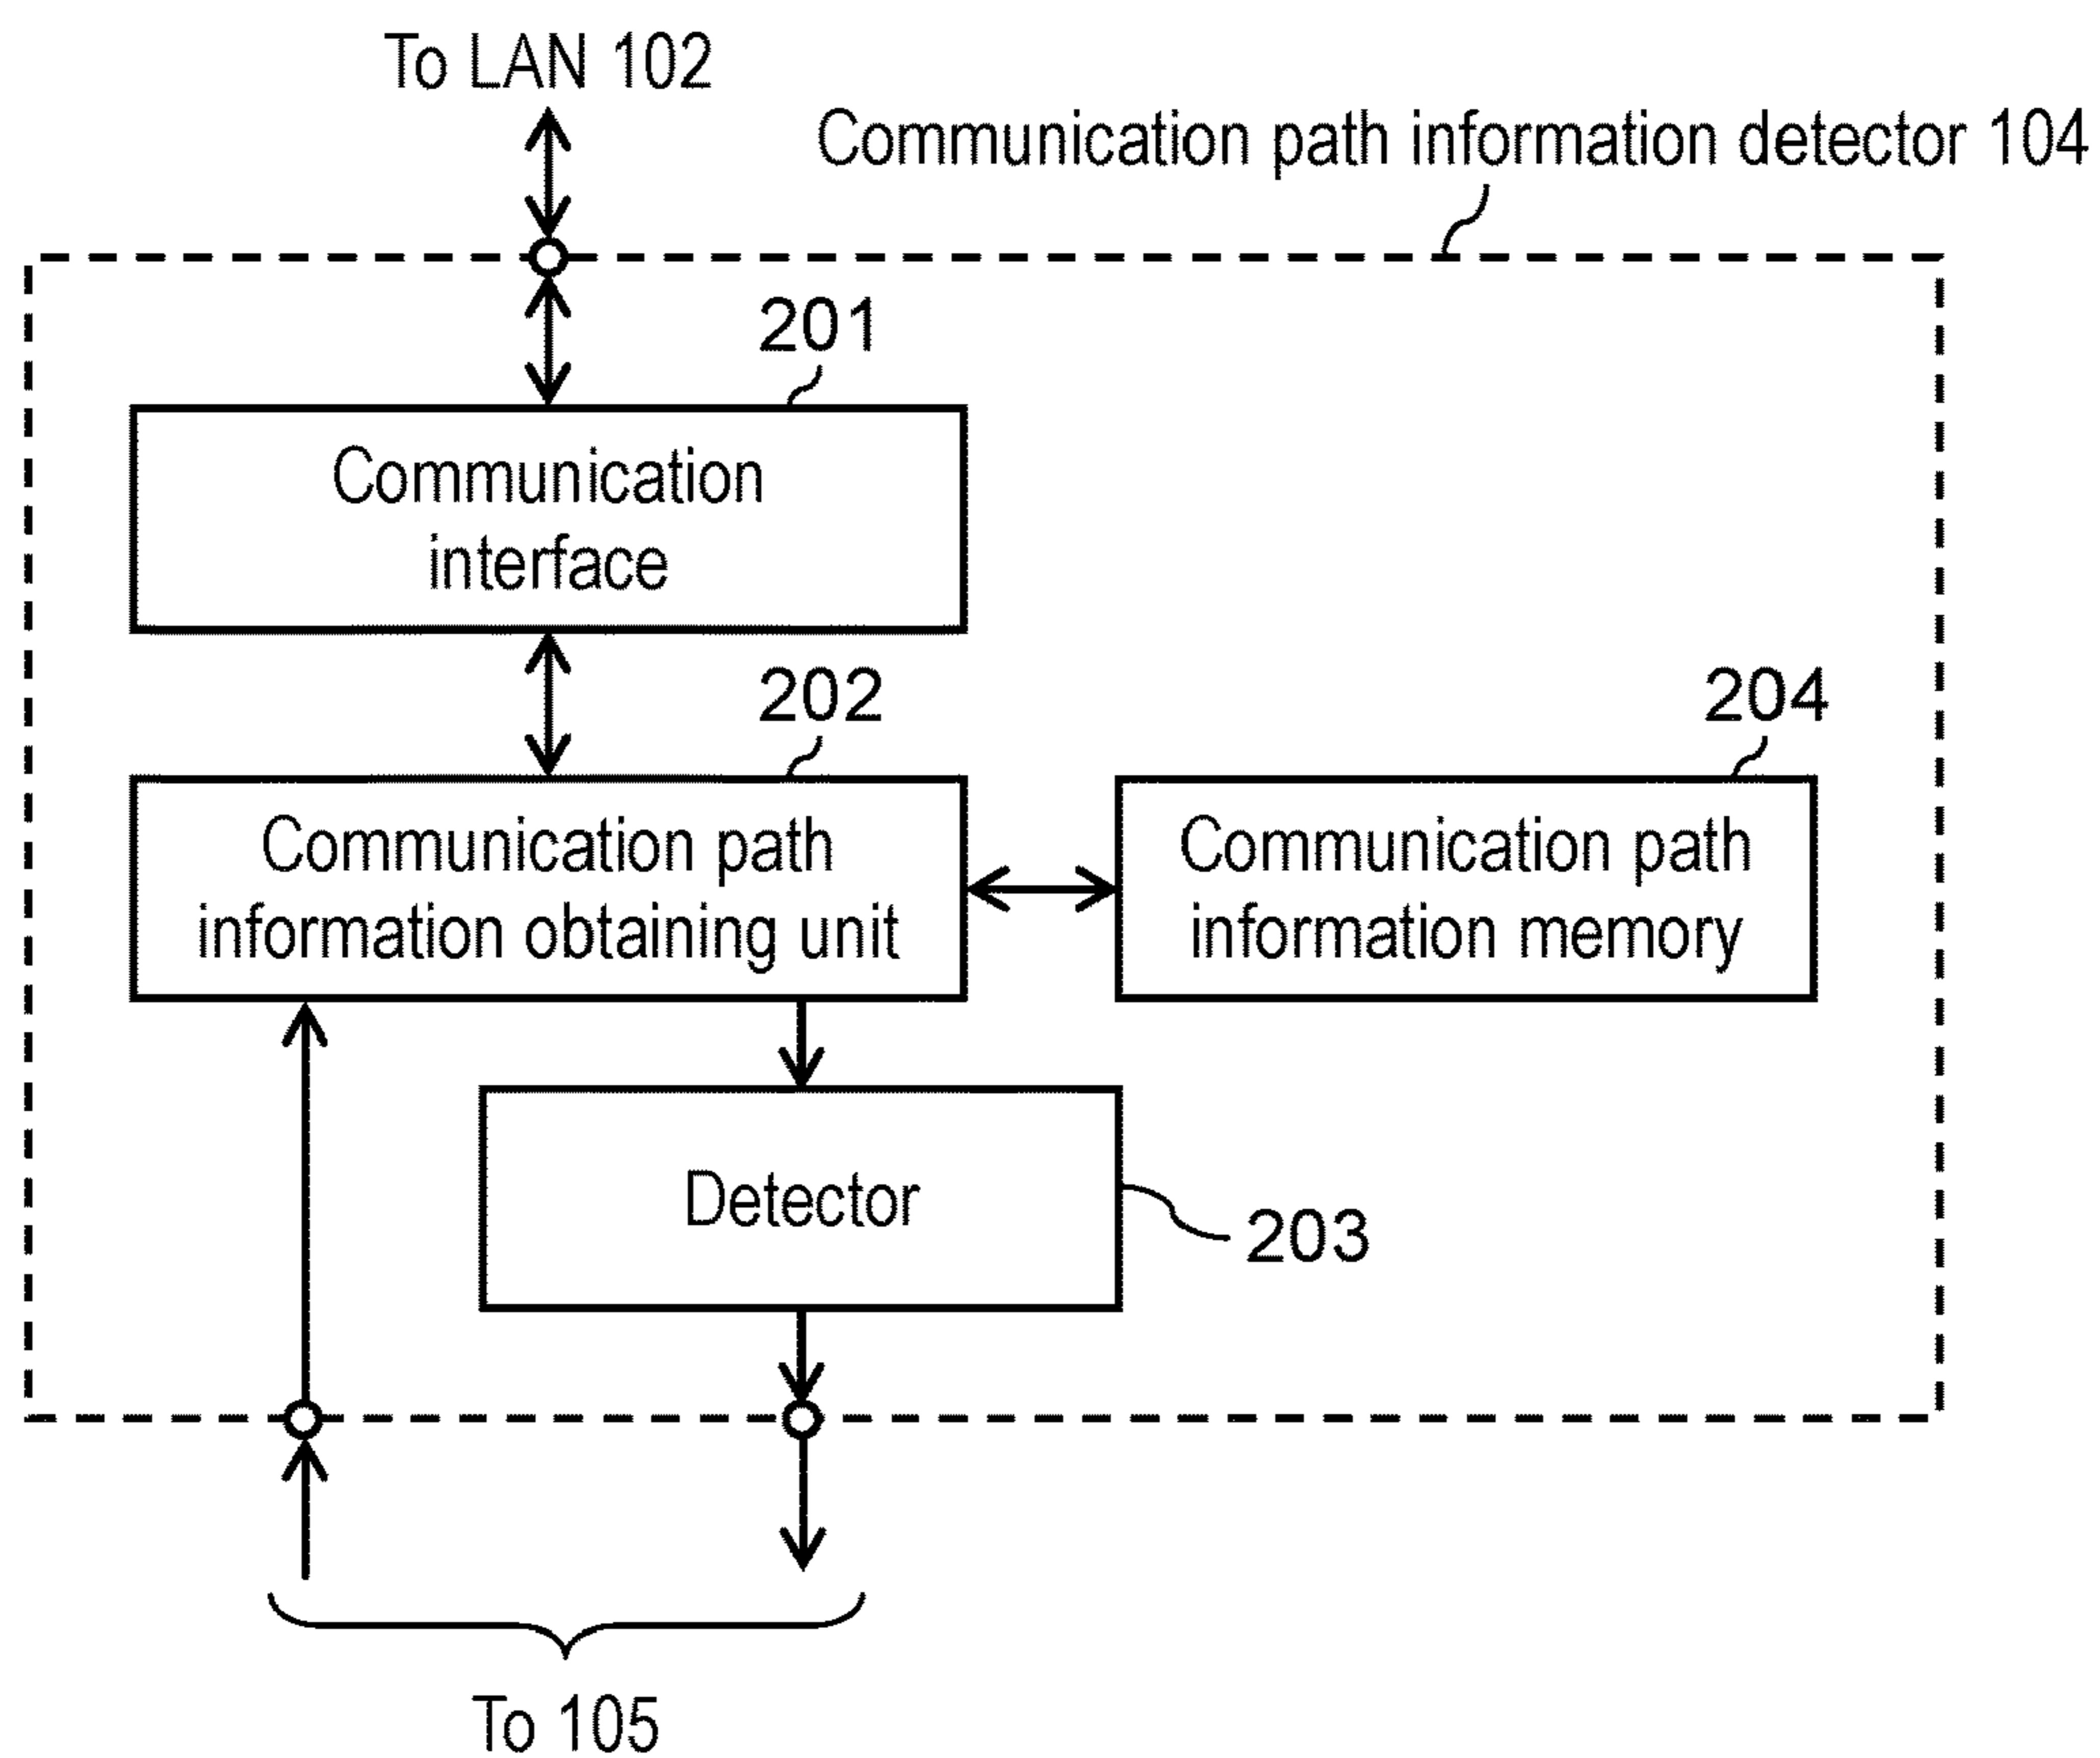 To LAN 102
Communication path information detector 104
201
Communication
interface
202
204
Communication path
information obtaining unit
Communication path
information memory
Detector
203
To 105